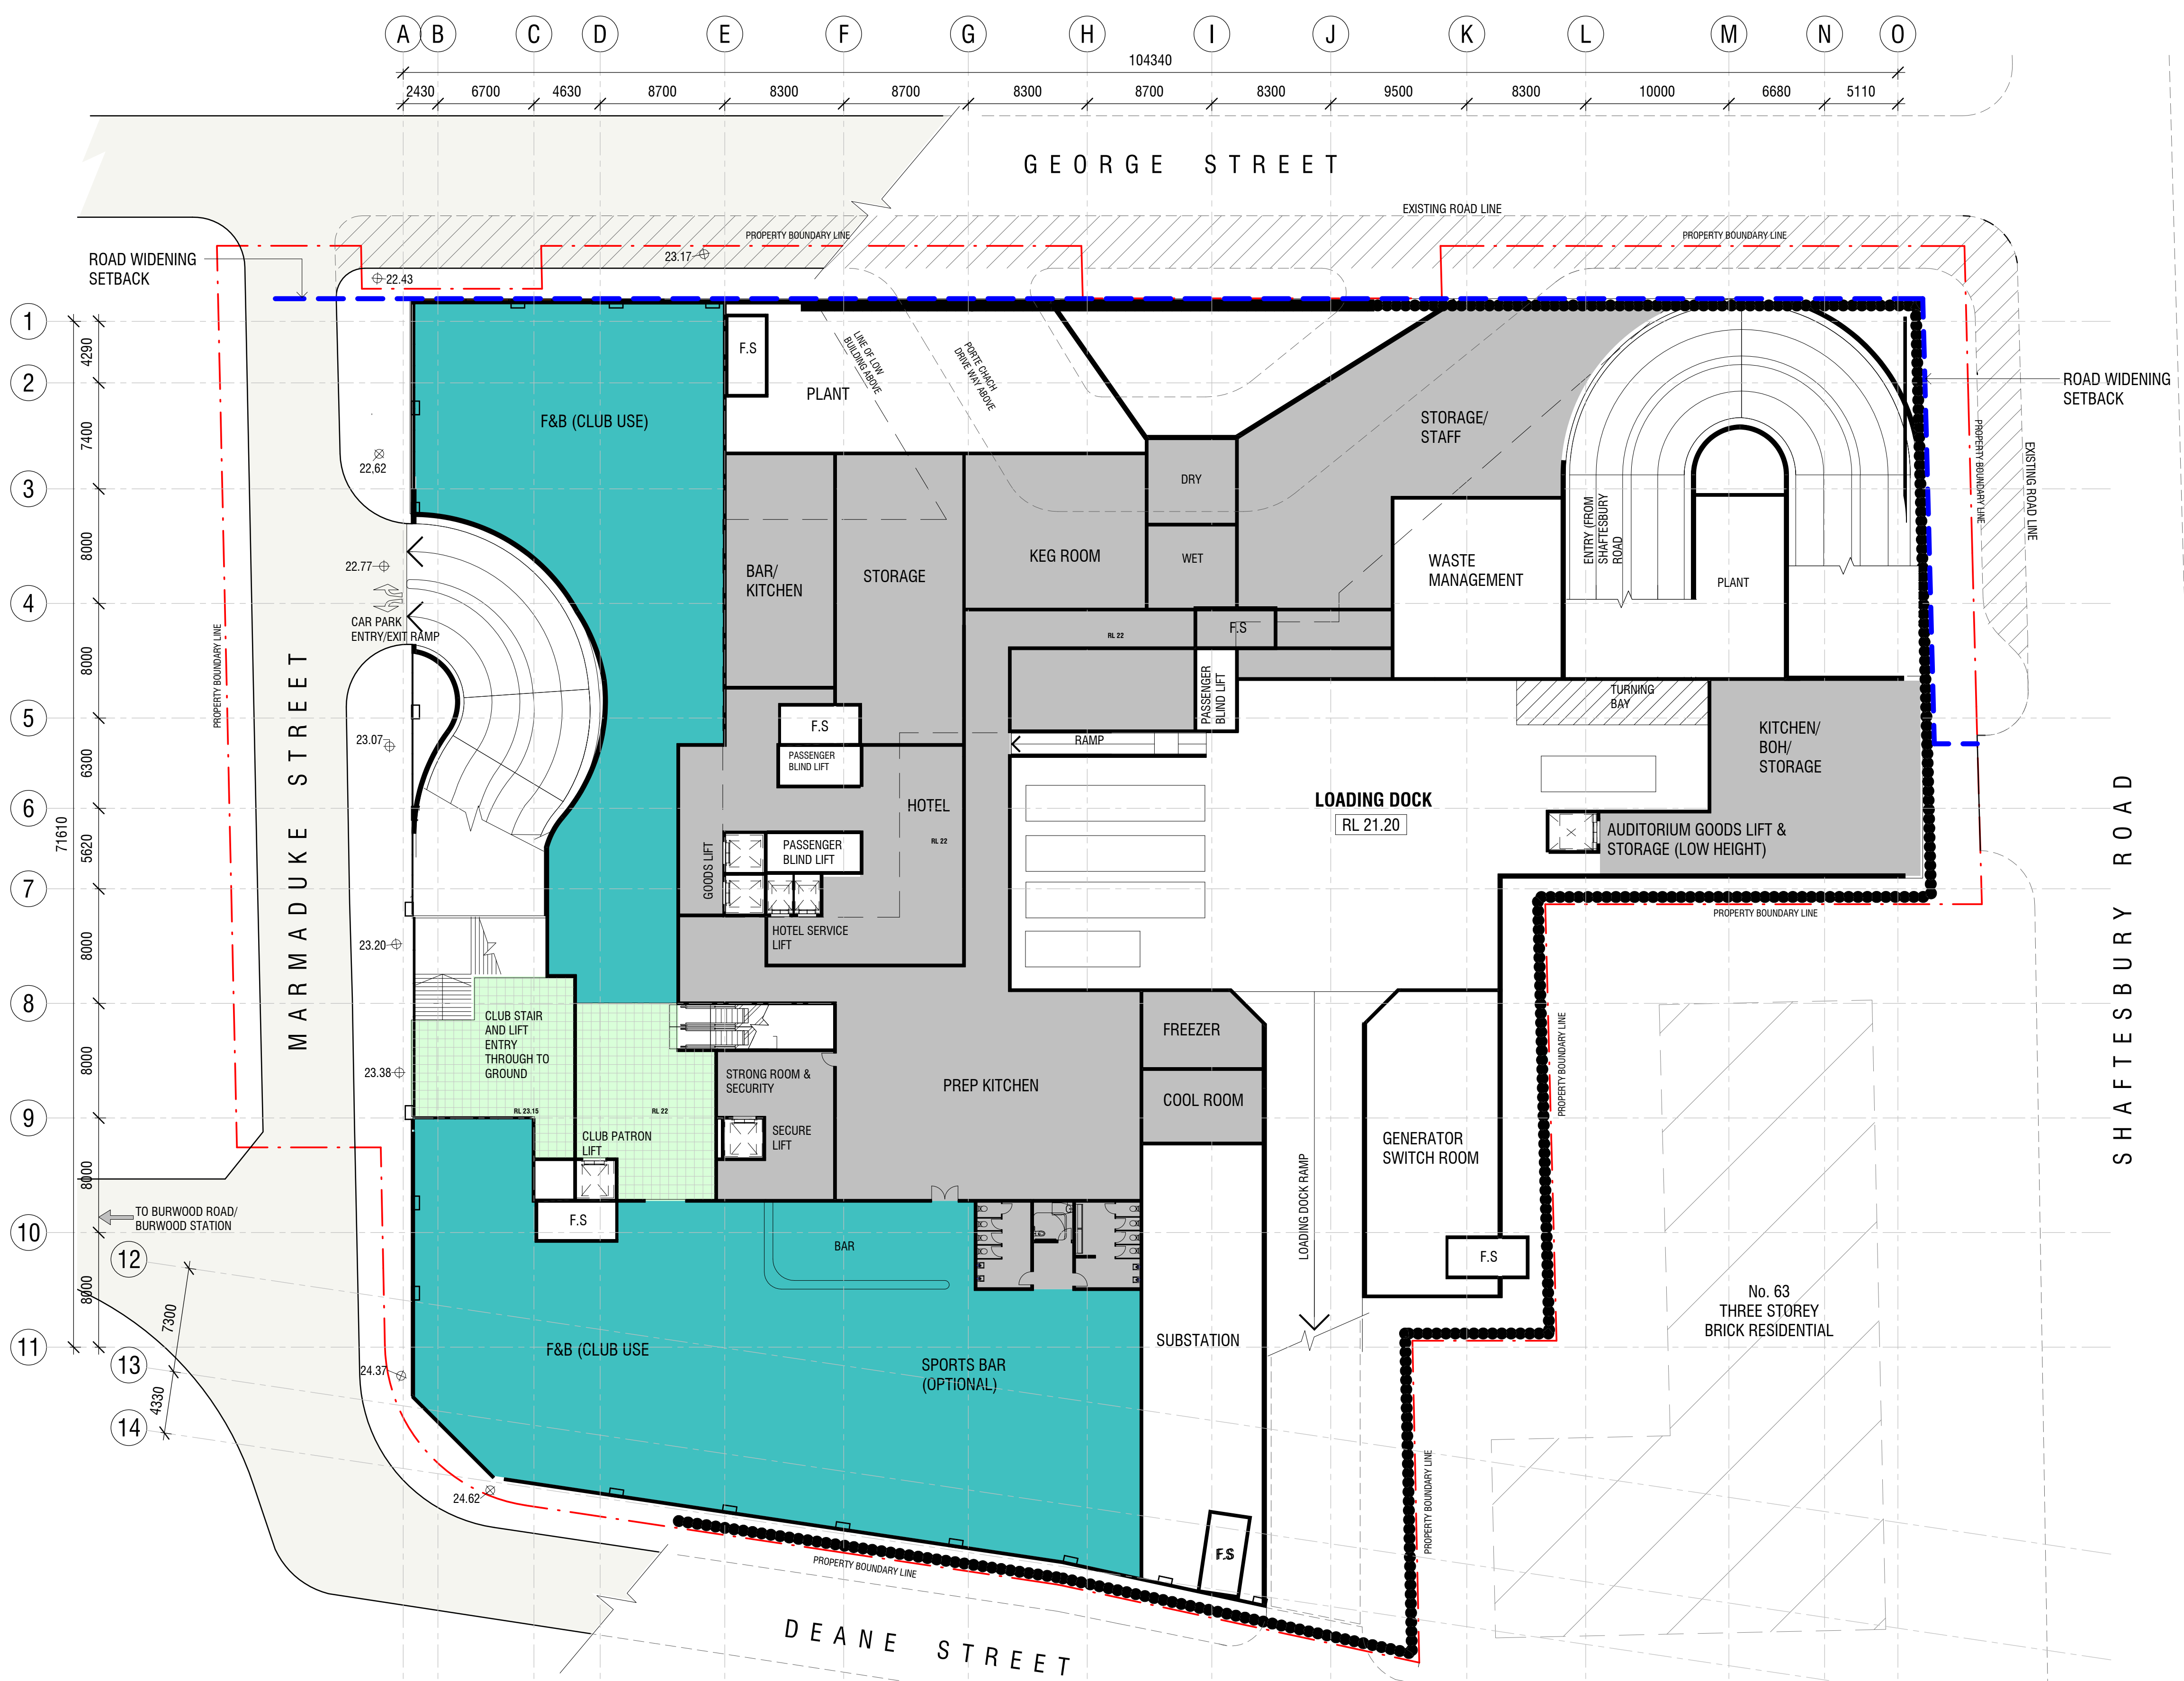 A B C D E F G H I J K L M N O
104340
2430 6700 4630 8700 8300 8700 8300 8700 8300 9500 8300 10000 6680 5110
GEORGE STREET
EXISTING ROAD LINE
PROPERTY BOUNDARY LINE
PROPERTY BOUNDARY LINE
23.17
ROAD WIDENING
SETBACK
22.43
1
4290
F.S
LINE OF LOW
BUILDING ABOVE
PORTE CHACH
DRIVE WAY ABOVE
2
PLANT
ROAD WIDENING
SETBACK
F&B (CLUB USE)
STORAGE/
STAFF
7400
PROPERTY BOUNDARY LINE
EXISTING ROAD LINE
22,62
3
DRY
8000
ENTRY (FROM
SHAFTESBURY
ROAD
22.77
BAR/
KITCHEN
STORAGE
KEG ROOM
WET
WASTE
MANAGEMENT
PLANT
4
CAR PARK
ENTRY/EXIT RAMP
RL 22
F.S
8000
PROPERTY BOUNDARY LINE
MARMADUKE STREET
PASSENGER
BLIND LIFT
TURNING
BAY
5
F.S
23.07
RAMP
KITCHEN/
BOH/
STORAGE
6300
PASSENGER
BLIND LIFT
6
HOTEL
LOADING DOCK
RL 21.20
71610
5620
RL 22
PASSENGER
BLIND LIFT
GOODS LIFT
AUDITORIUM GOODS LIFT &
STORAGE (LOW HEIGHT)
SHAFTESBURY ROAD
7
PROPERTY BOUNDARY LINE
8000
23.20
HOTEL SERVICE
LIFT
8
CLUB STAIR
AND LIFT
ENTRY
THROUGH TO
GROUND
FREEZER
8000
23.38
STRONG ROOM &
SECURITY
PREP KITCHEN
COOL ROOM
PROPERTY BOUNDARY LINE
9
RL 23.15
RL 22
CLUB PATRON
LIFT
SECURE
LIFT
GENERATOR
SWITCH ROOM
8000
LOADING DOCK RAMP
TO BURWOOD ROAD/
BURWOOD STATION
F.S
10
BAR
F.S
12
8000
7300
No. 63
THREE STOREY
BRICK RESIDENTIAL
11
F&B (CLUB USE
SPORTS BAR
(OPTIONAL)
SUBSTATION
13
24.37
4330
14
24.62
PROPERTY BOUNDARY LINE
F.S
PROPERTY BOUNDARY LINE
DEANE STREET